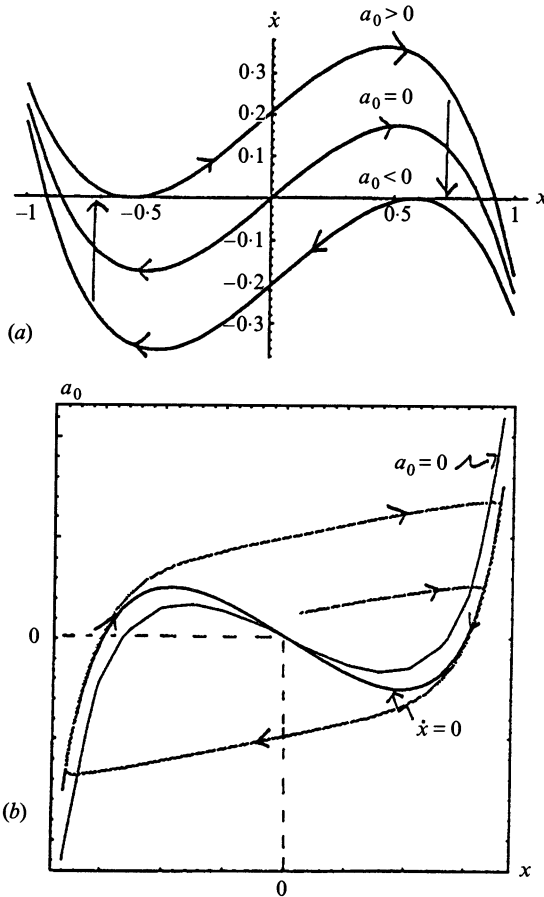 ẋ
a₀ > 0
0·3
a₀ = 0
0·2
0·1
a₀ < 0
−1 −0·5 0·5 1 x
−0·1
−0·2
−0·3
(a)
a₀
a₀ = 0
0
ẋ = 0
(b)
x
0